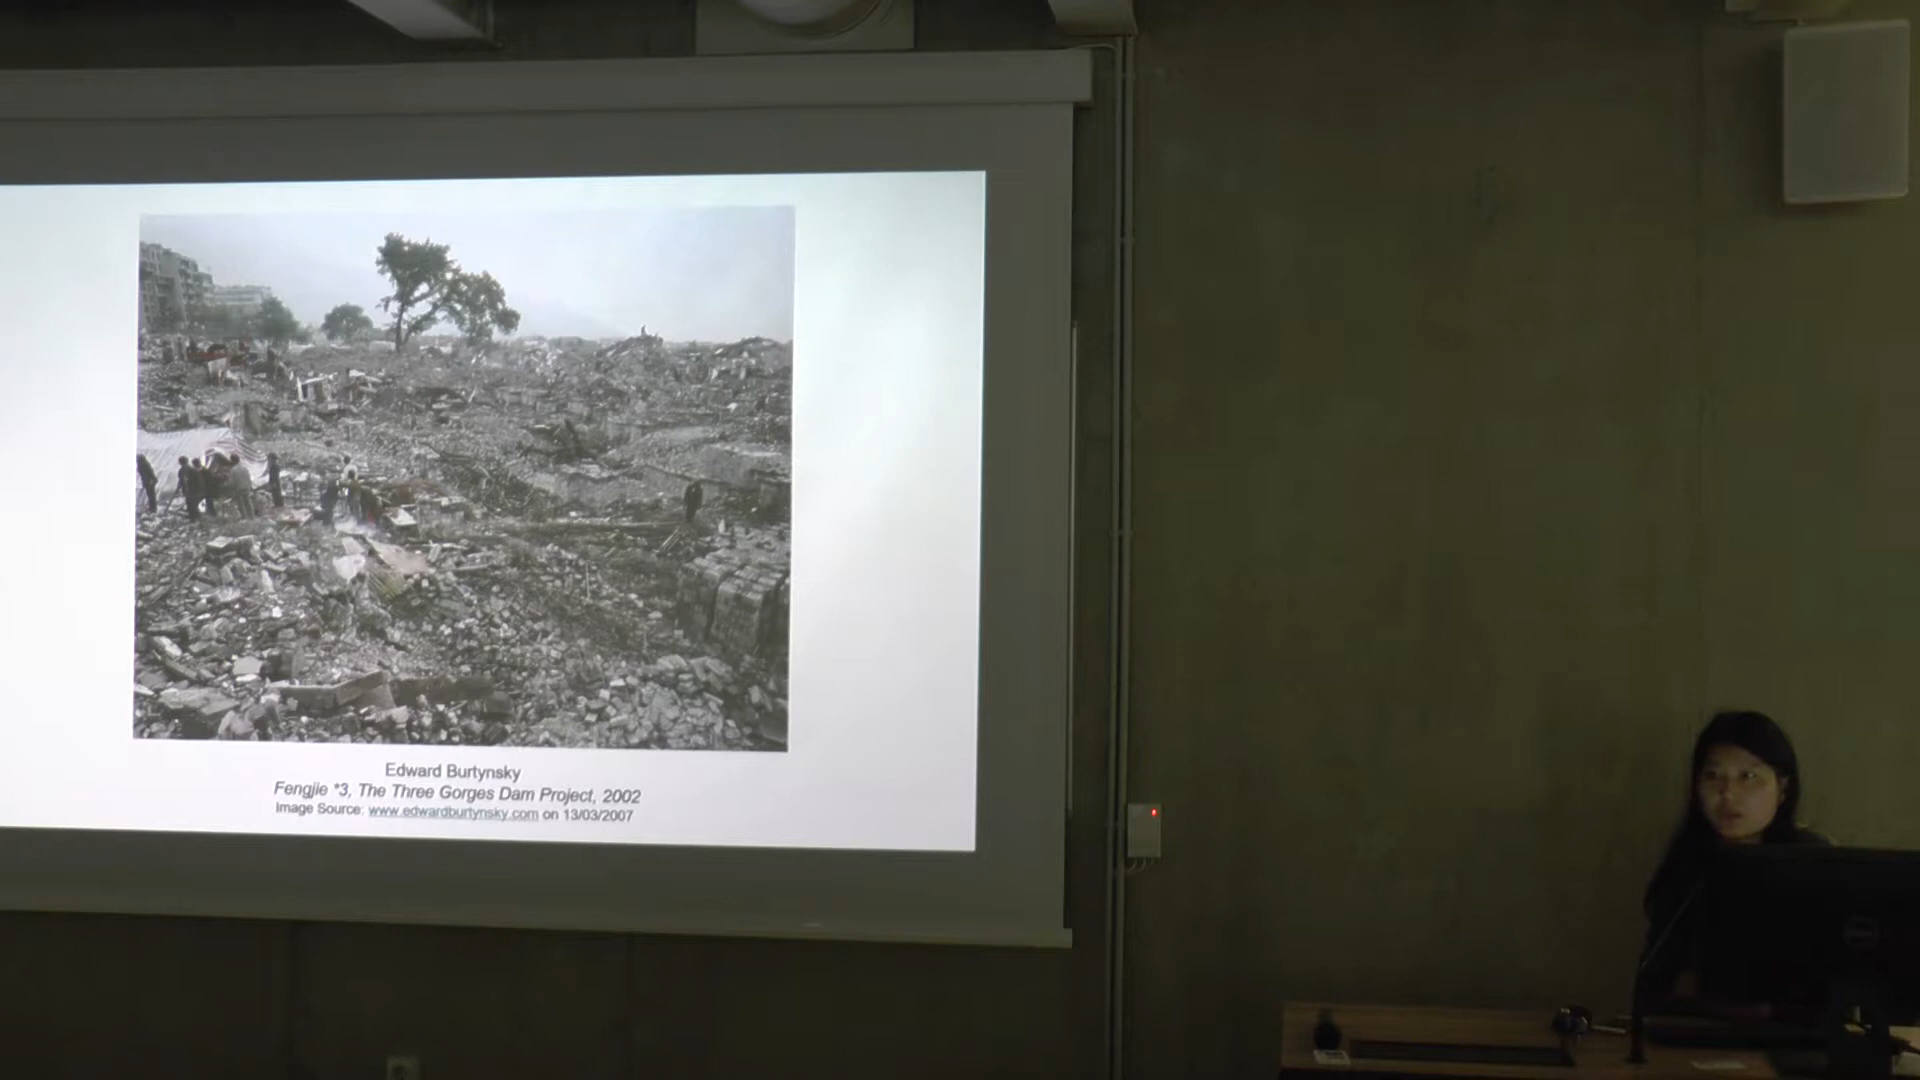 Edward Burtynsky
Fengjie *3, The Three Gorges Dam Project, 2002
Image Source: www.edwardburtynsky.com on 13/03/2007